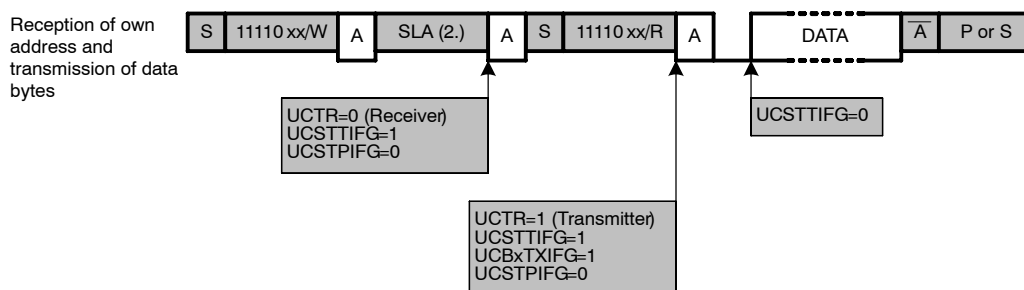 Reception of own
address and
transmission of data
bytes
S 11110 xx/W A SLA (2.) A S 11110 xx/R A DATA A P or S
UCTR=0 (Receiver)
UCSTTIFG=1
UCSTPIFG=0
UCSTTIFG=0
UCTR=1 (Transmitter)
UCSTTIFG=1
UCBxTXIFG=1
UCSTPIFG=0